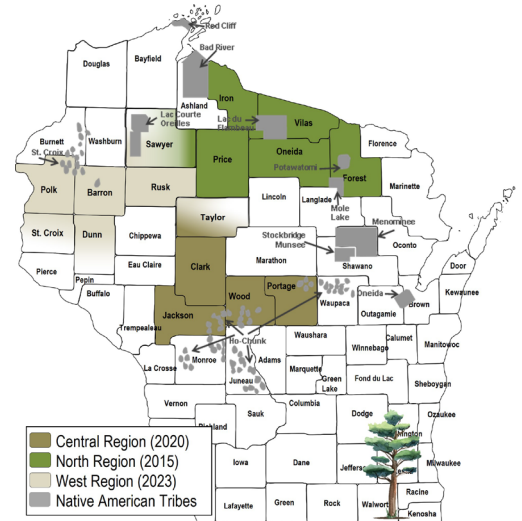 Red Cliff
Bad River
Bayfield
Douglas
Ashland
Iron
Vilas
Lac du
Flambeau
Lac Courte
Oreilles
Burnett
Washburn
Sawyer
Price
Oneida
Florence
Potawatomi
Forest
St. Croix
Polk
Barron
Rusk
Lincoln
Langlade
Marinette
Mole
Lake
Taylor
Menominee
Stockbridge
Munsee
Oconto
St. Croix
Dunn
Chippewa
Marathon
Shawano
Clark
Door
Pierce
Pepin
Eau Claire
Buffalo
Wood
Portage
Waupaca
Oneida
Brown
Kewaunee
Outagamie
Jackson
Trempealeau
Waushara
Calumet
Manitowoc
Winnebago
Ho-Chunk
La Crosse
Monroe
Juneau
Adams
Marquette
Green
Lake
Fond du Lac
Sheboygan
Vernon
Columbia
Sauk
Dodge
Ozaukee
Iowa
Dane
Milwaukee
Racine
Lafayette
Green
Rock
Kenosha
Central Region (2020)
North Region (2015)
West Region (2023)
Native American Tribes